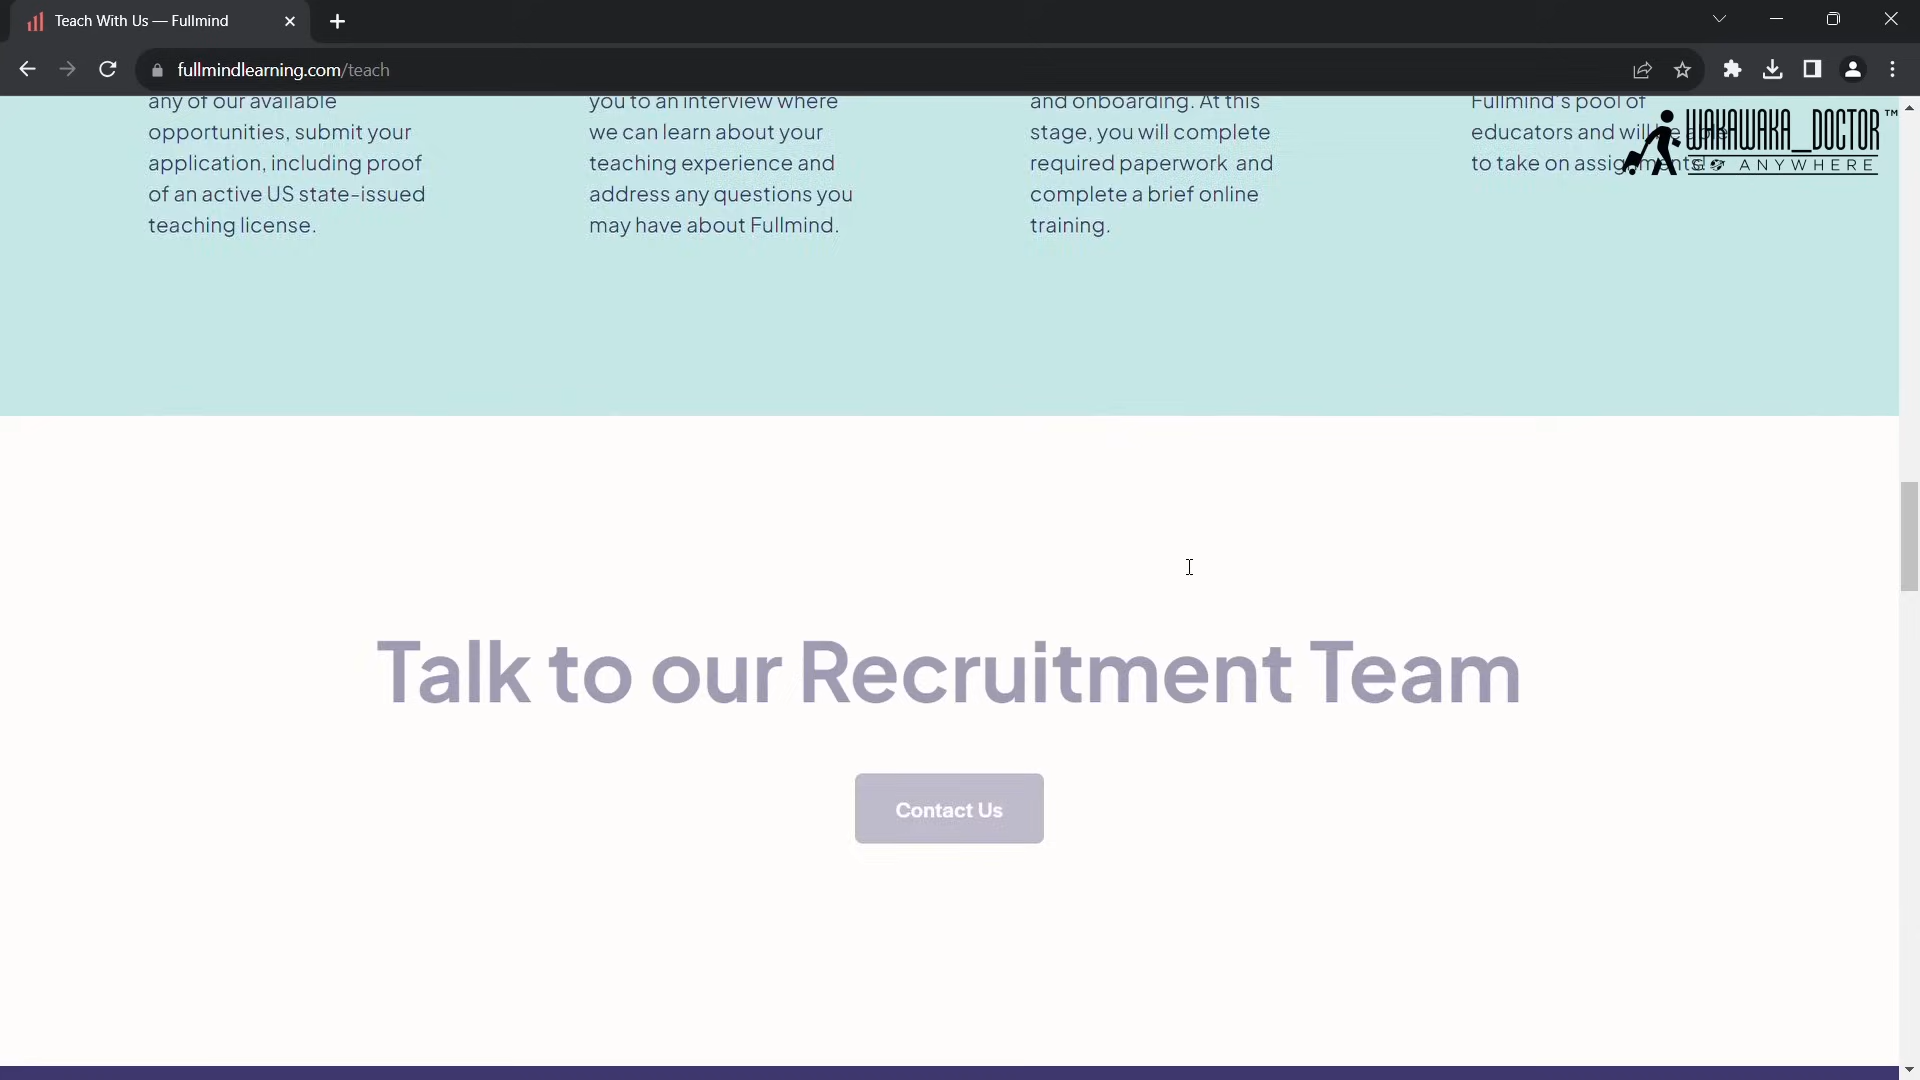 Teach With Us — Fullmind
fullmindlearning.com/teach
any of our available
opportunities, submit your
application, including proof
of an active US state-issued
teaching license.
you to an interview where
we can learn about your
teaching experience and
address any questions you
may have about Fullmind.
and onboarding. At this
stage, you will complete
required paperwork and
complete a brief online
training.
Fullmind's pool of
educators and will be able
to take on assignments!
WAKAWAKA_DOCTOR™
ANYWHERE
Talk to our Recruitment Team
Contact Us